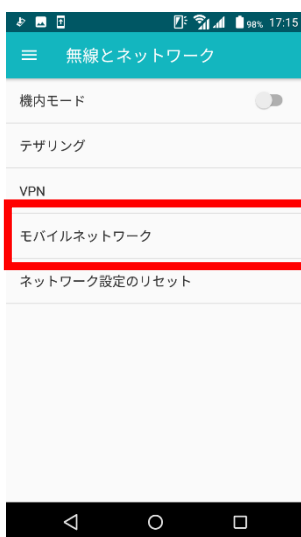 98% 17:15
無線とネットワーク
機内モード
テザリング
VPN
モバイルネットワーク
ネットワーク設定のリセット